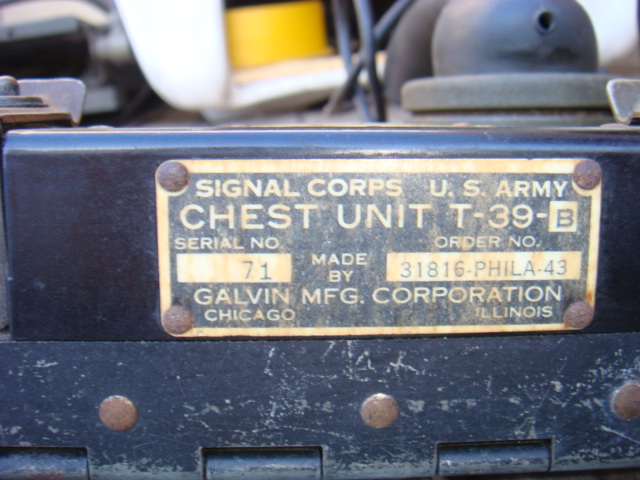 SIGNAL CORPS U. S. ARMY
CHEST UNIT T-39-B
SERIAL NO. ORDER NO.
71 MADE BY 31816-PHILA-43
GALVIN MFG. CORPORATION
CHICAGO ILLINOIS